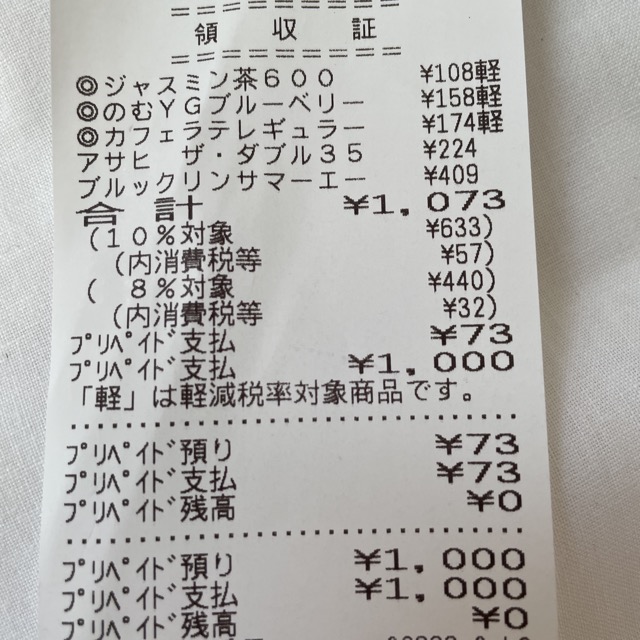 =========
領　収　証
=========
◎ジャスミン茶600 ¥108軽
◎のむYGブルーベリー ¥158軽
◎カフェラテ・レギュラー ¥174軽
アサヒ ザ・レダブル35 ¥224
ブルックリンサマーエー ¥409
合　計 ¥1,073
(10%対象 ¥633)
(内消費税等 ¥57)
( 8%対象 ¥440)
(内消費税等 ¥32)
ﾌﾟﾘﾍﾟｲﾄﾞ支払 ¥73
ﾌﾟﾘﾍﾟｲﾄﾞ支払 ¥1,000
「軽」は軽減税率対象商品です。
ﾌﾟﾘﾍﾟｲﾄﾞ預り ¥73
ﾌﾟﾘﾍﾟｲﾄﾞ支払 ¥73
ﾌﾟﾘﾍﾟｲﾄﾞ残高 ¥0
ﾌﾟﾘﾍﾟｲﾄﾞ預り ¥1,000
ﾌﾟﾘﾍﾟｲﾄﾞ支払 ¥1,000
ﾌﾟﾘﾍﾟｲﾄﾞ残高 ¥0